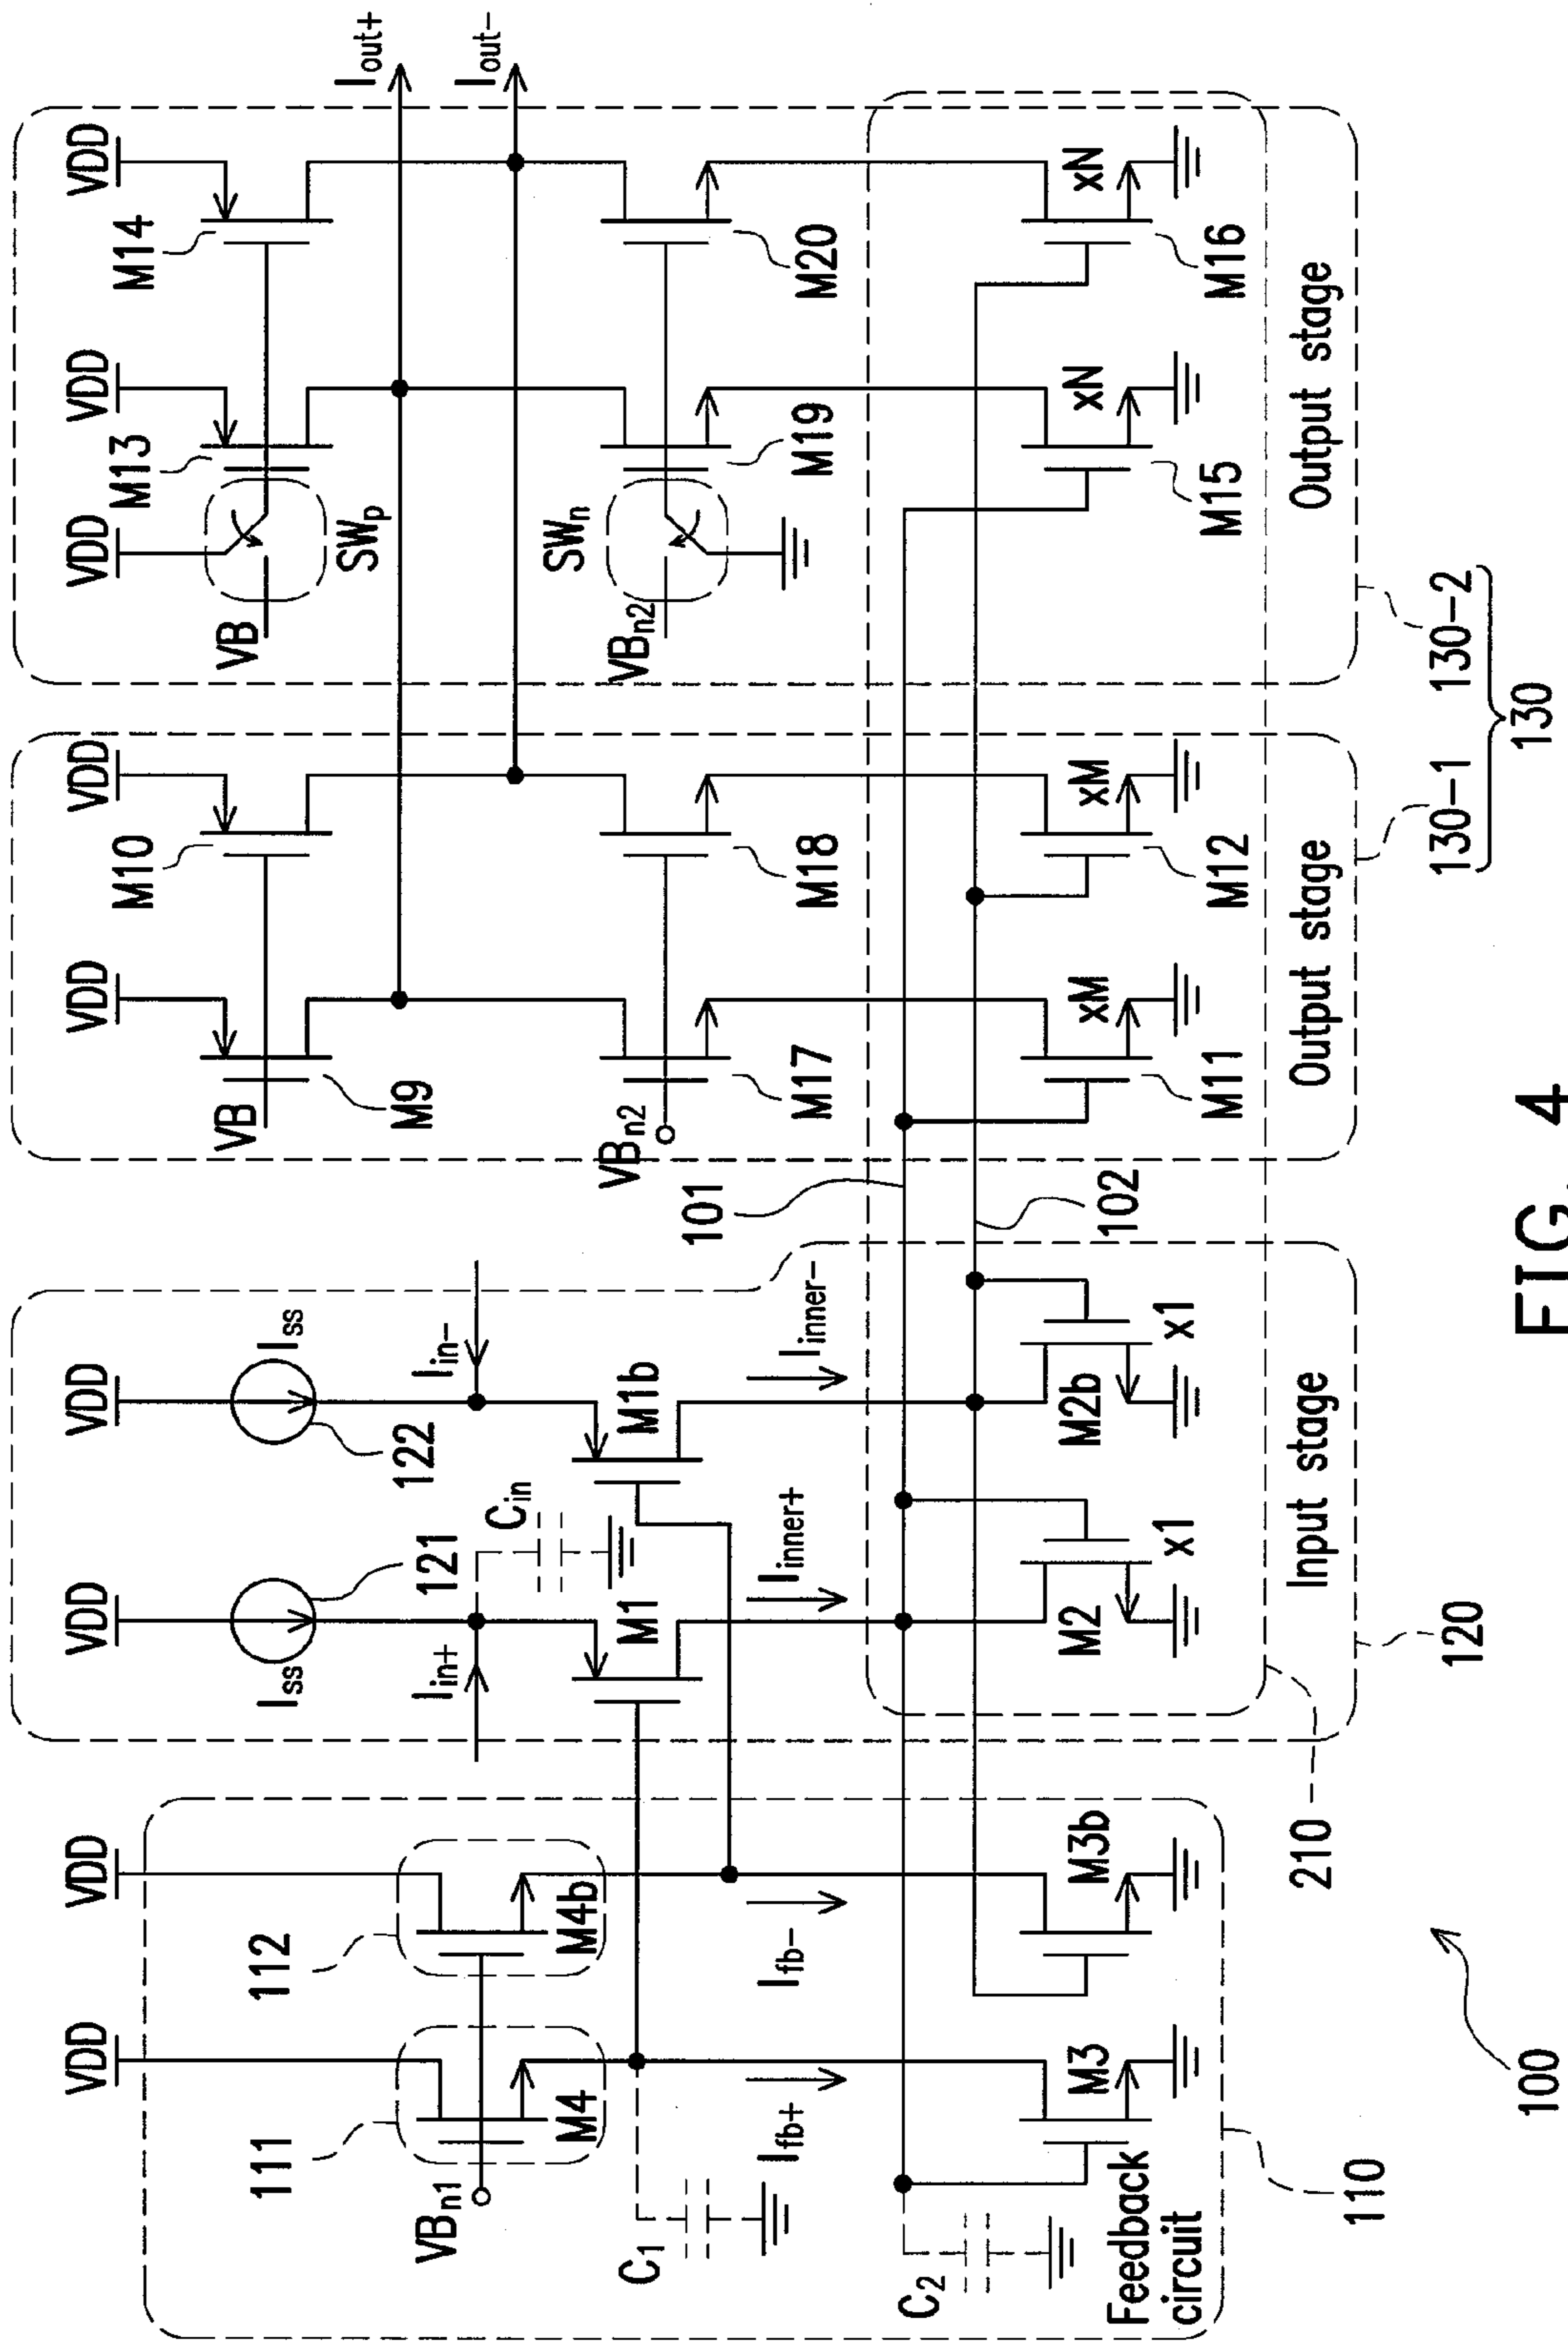 VDD
VDD
VDD
VDD
VDD
VDD
VDD
VDD
VDD
111
112
M4
M4b
VBn1
C1
C2
Ifb+
Ifb-
M3
M3b
Feedback
circuit
110
100
Iss
121
122
Iss
Iin+
Iin-
Cin
M1
M1b
Iinner+
Iinner-
M2
x1
M2b
x1
Input stage
210
120
101
102
VB
M9
M10
VBn2
M17
M18
xM
xM
M11
M12
Output stage
130-1
VB
SWp
M13
M14
Iout+
Iout-
VBn2
SWn
M19
M20
xN
xN
M15
M16
Output stage
130-2
130
FIG. 4